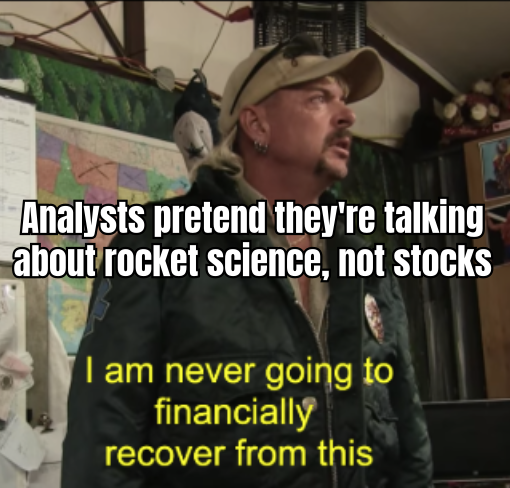 Analysts pretend they're talking
about rocket science, not stocks
I am never going to
financially
recover from this